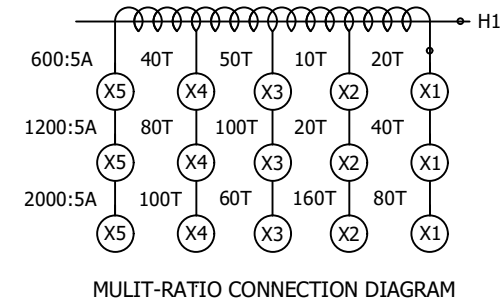 H1
600:5A 40T 50T 10T 20T
X5 X4 X3 X2 X1
1200:5A 80T 100T 20T 40T
X5 X4 X3 X2 X1
2000:5A 100T 60T 160T 80T
X5 X4 X3 X2 X1
MULIT-RATIO CONNECTION DIAGRAM